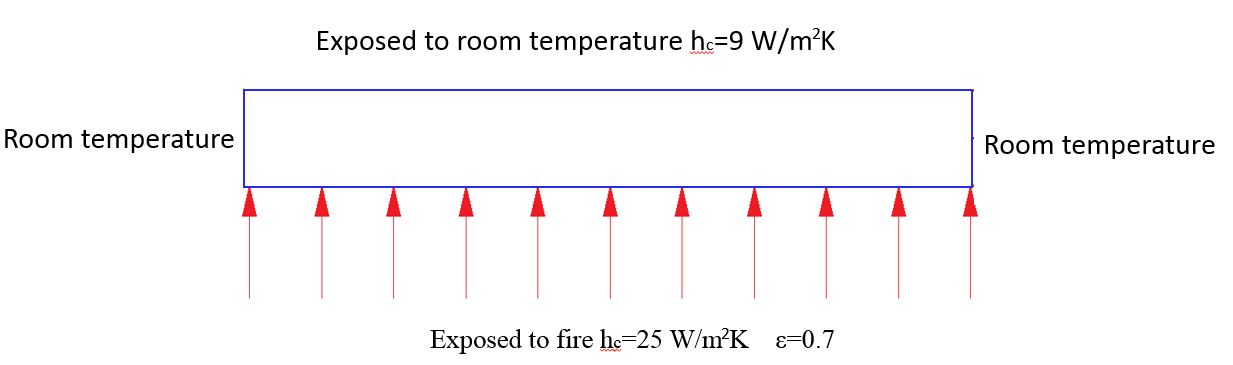 Exposed to room temperature hc=9 W/m²K
Room temperature
Room temperature
Exposed to fire hc=25 W/m²K ε=0.7